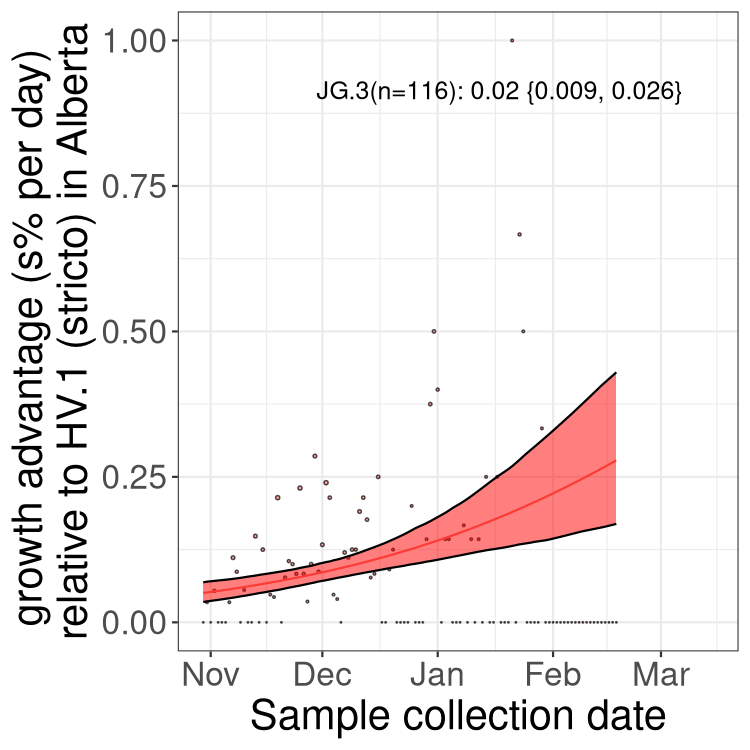 growth advantage (s% per day)
relative to HV.1 (stricto) in Alberta
1.00
0.75
0.50
0.25
0.00
JG.3(n=116): 0.02 {0.009, 0.026}
Nov Dec Jan Feb Mar
Sample collection date